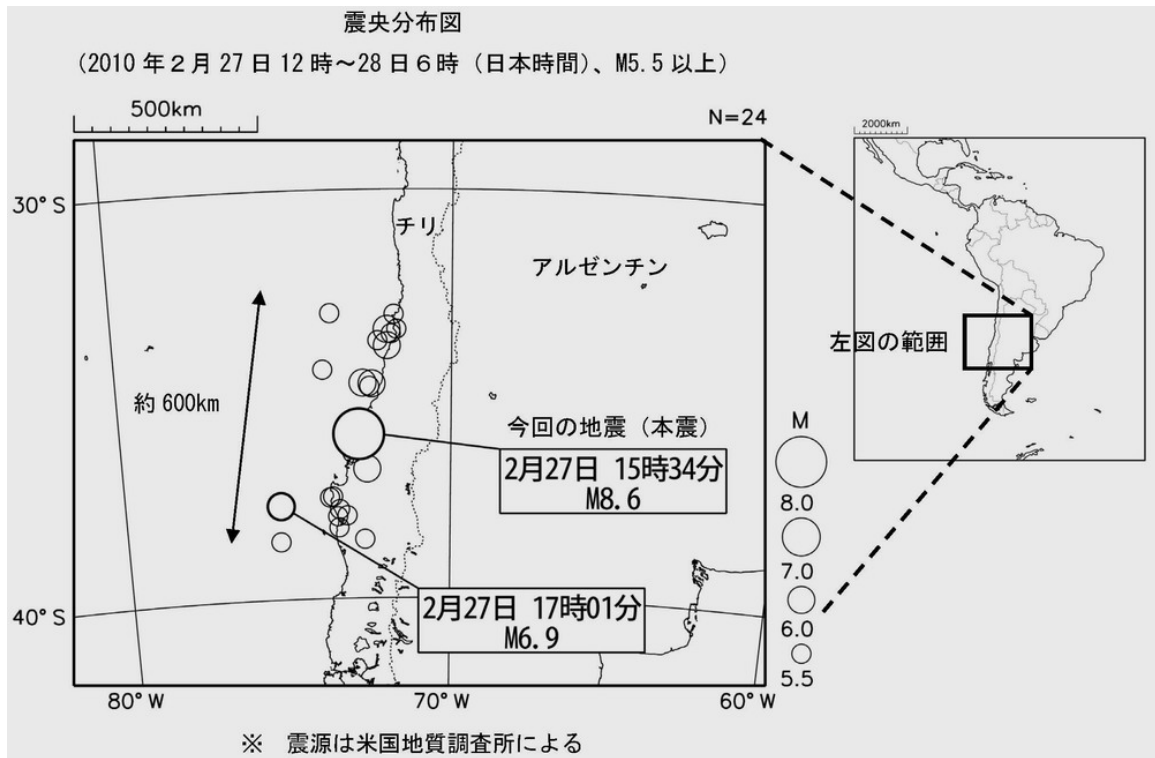 震央分布図
(2010年2月27日12時～28日6時（日本時間）、M5.5以上)
500km
N=24
2000km
30°S
チリ
アルゼンチン
左図の範囲
約600km
今回の地震（本震）
2月27日 15時34分
M8.6
M
8.0
7.0
6.0
5.5
2月27日 17時01分
M6.9
40°S
80°W
70°W
60°W
※ 震源は米国地質調査所による